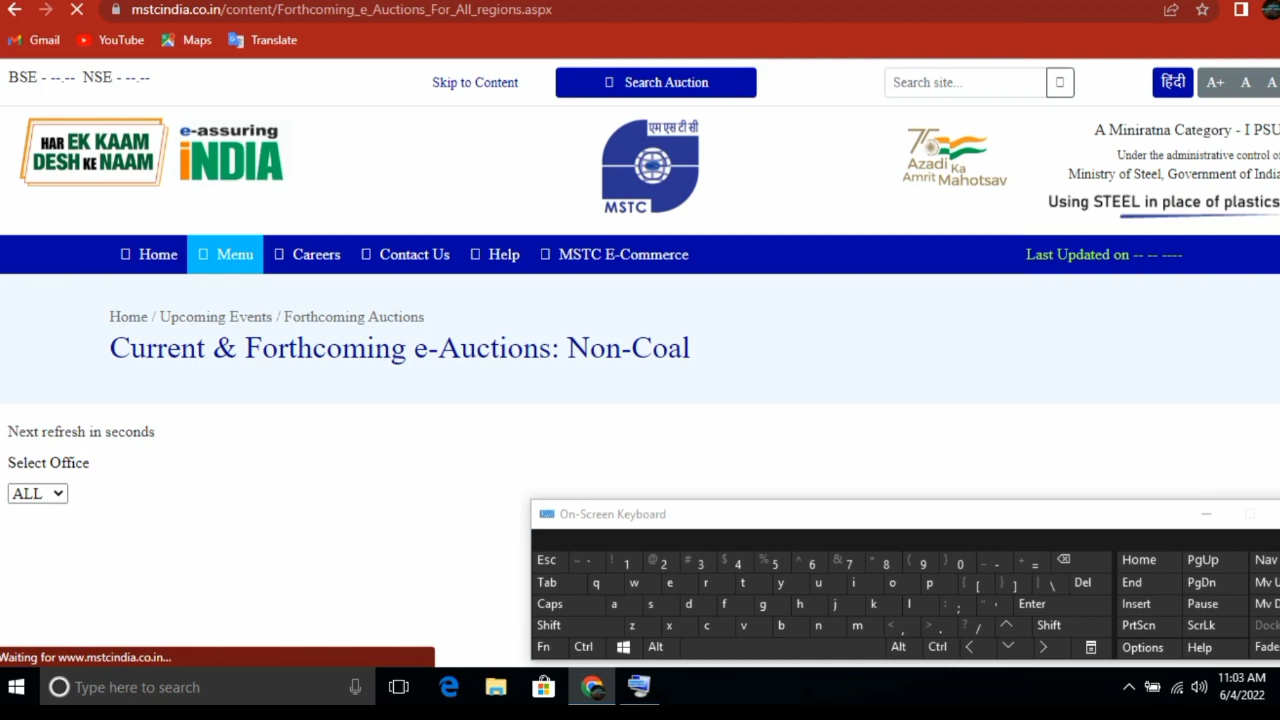 mstcindia.co.in/content/Forthcoming_e_Auctions_For_All_regions.aspx
Gmail YouTube Maps Translate
BSE - --.-- NSE - --.--
Skip to Content
Search Auction
Search site...
हिंदी
A+ A A
HAR EK KAAM
DESH KE NAAM
e-assuring
iNDIA
एम एस टी सी
MSTC
75
Azadi Ka
Amrit Mahotsav
A Miniratna Category - I PSU
Under the administrative control of
Ministry of Steel, Government of India
Using STEEL in place of plastics
Home Menu Careers Contact Us Help MSTC E-Commerce
Last Updated on -- -- ----
Home / Upcoming Events / Forthcoming Auctions
Current & Forthcoming e-Auctions: Non-Coal
Next refresh in seconds
Select Office
ALL
On-Screen Keyboard
Esc ~ ` ! 1 @ 2 # 3 $ 4 % 5 ^ 6 & 7 * 8 ( 9 ) 0 _ - + = Home PgUp Nav
Tab q w e r t y u i o p { [ } ] | \ Del End PgDn Mv U
Caps a s d f g h j k l : ; " ' Enter Insert Pause Mv D
Shift z x c v b n m < , > . ? / Shift PrtScn ScrLk Dock
Fn Ctrl Alt Alt Ctrl Options Help Fade
Waiting for www.mstcindia.co.in...
Type here to search
11:03 AM
6/4/2022